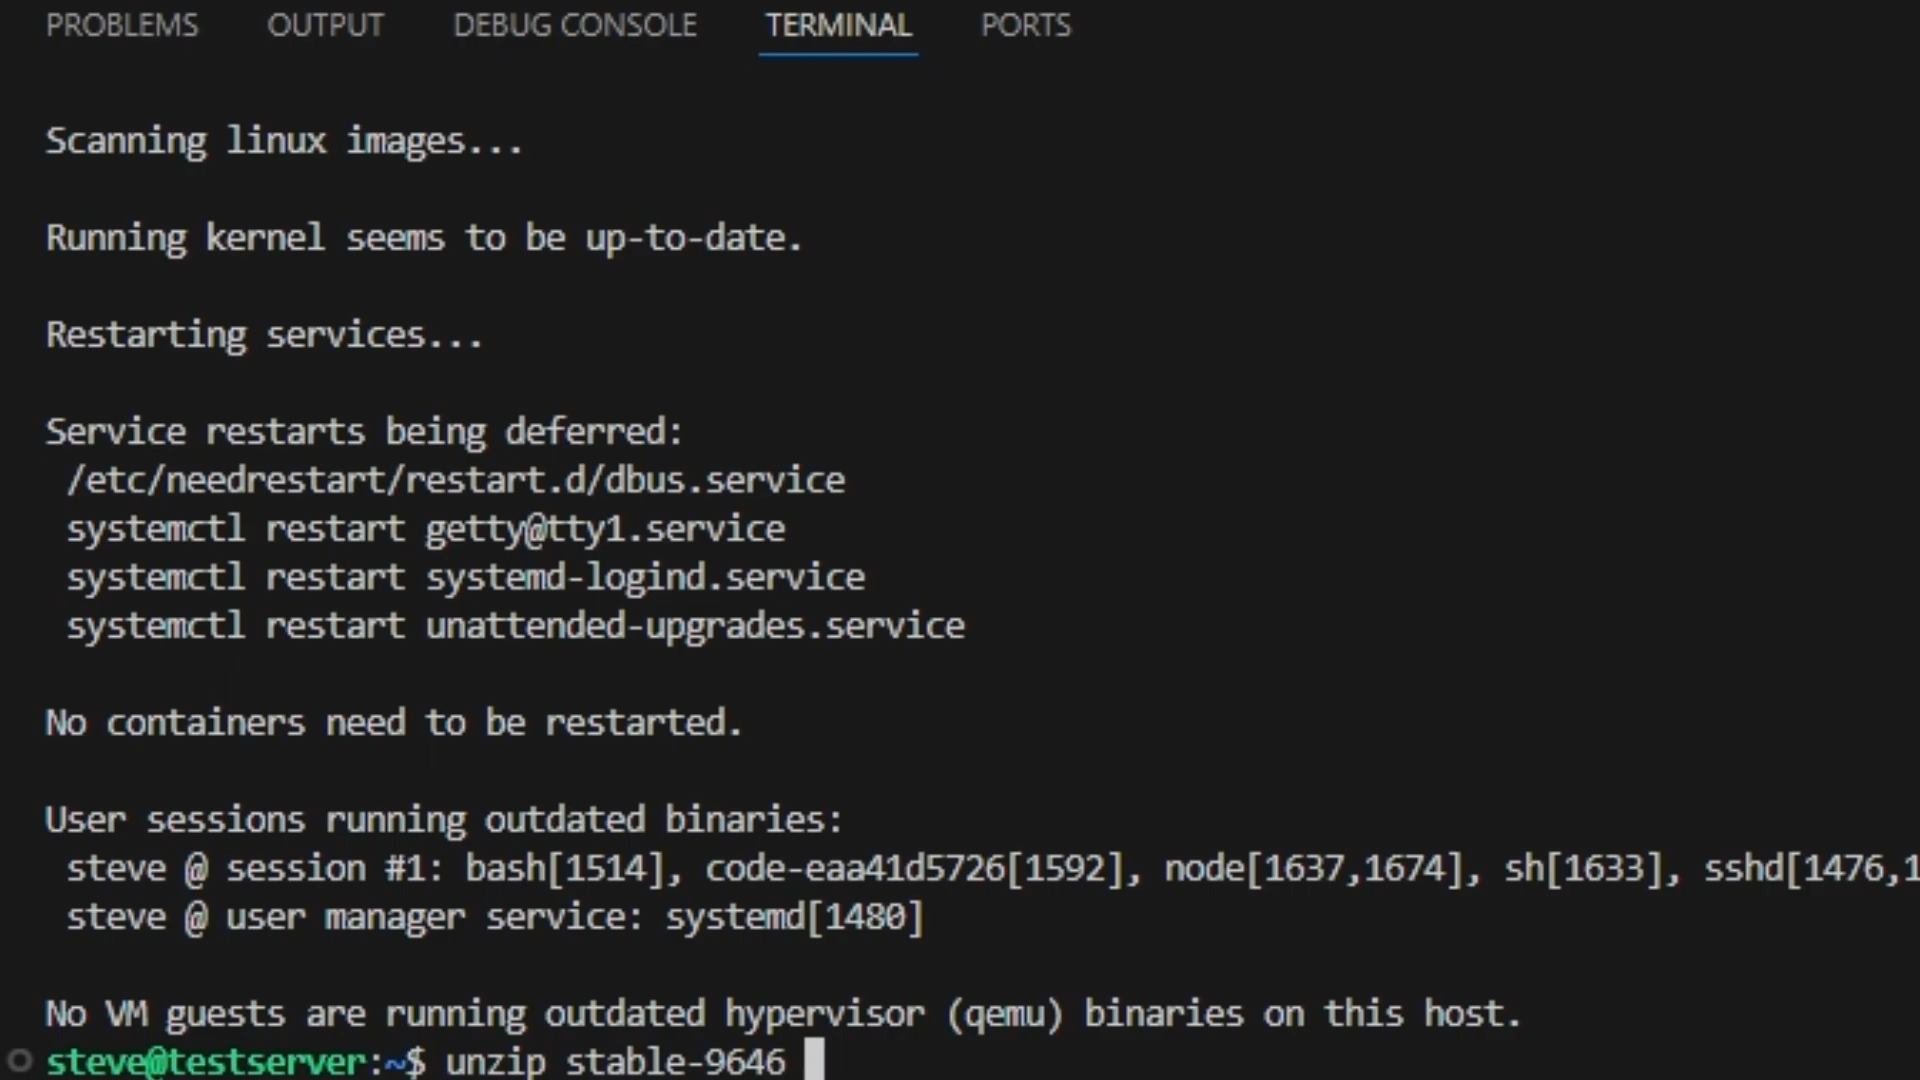 PROBLEMS OUTPUT DEBUG CONSOLE TERMINAL PORTS
Scanning linux images...
Running kernel seems to be up-to-date.
Restarting services...
Service restarts being deferred:
/etc/needrestart/restart.d/dbus.service
systemctl restart getty@tty1.service
systemctl restart systemd-logind.service
systemctl restart unattended-upgrades.service
No containers need to be restarted.
User sessions running outdated binaries:
steve @ session #1: bash[1514], code-eaa41d5726[1592], node[1637,1674], sh[1633], sshd[1476,1
steve @ user manager service: systemd[1480]
No VM guests are running outdated hypervisor (qemu) binaries on this host.
steve@testserver:~$ unzip stable-9646